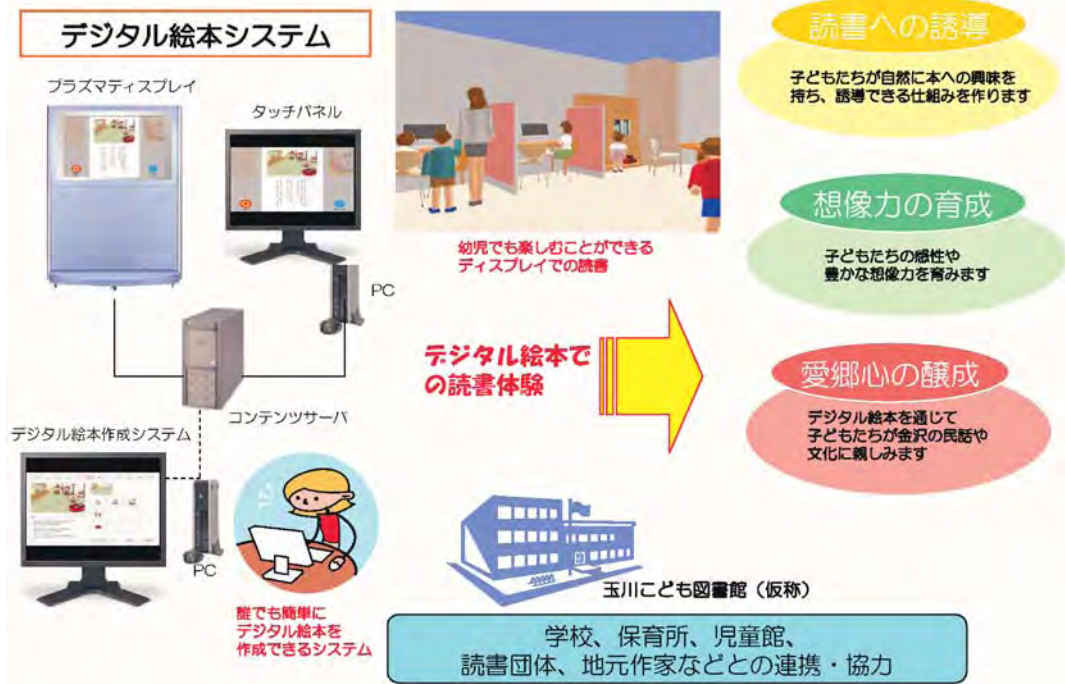 デジタル絵本システム
プラズマディスプレイ
タッチパネル
PC
コンテンツサーバ
デジタル絵本作成システム
PC
誰でも簡単に
デジタル絵本を
作成できるシステム
幼児でも楽しむことができる
ディスプレイでの読書
デジタル絵本で
の読書体験
玉川こども図書館（仮称）
学校、保育所、児童館、
読書団体、地元作家などとの連携・協力
読書への誘導
子どもたちが自然に本への興味を
持ち、誘導できる仕組みを作ります
想像力の育成
子どもたちの感性や
豊かな想像力を育みます
愛郷心の醸成
デジタル絵本を通じて
子どもたちが金沢の民話や
文化に親しみます